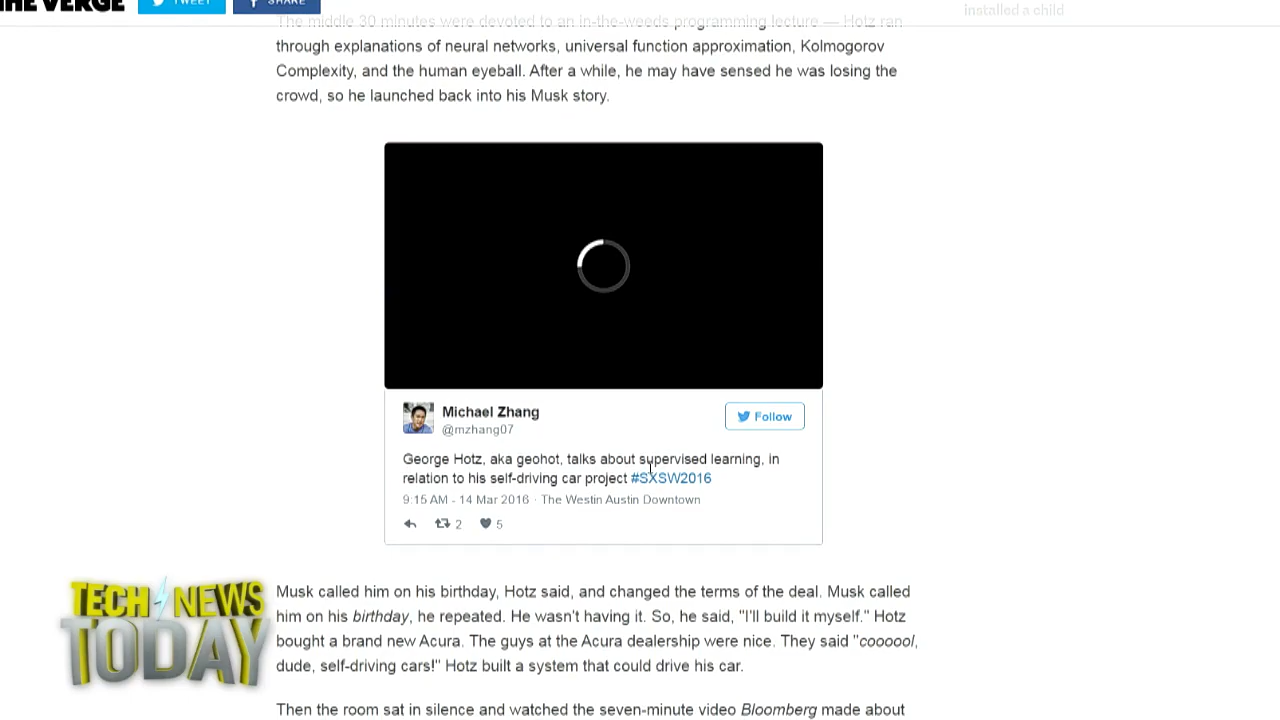 THE VERGE
TWEET
SHARE
installed a child
The middle 30 minutes were devoted to an in-the-weeds programming lecture — Hotz ran
through explanations of neural networks, universal function approximation, Kolmogorov
Complexity, and the human eyeball. After a while, he may have sensed he was losing the
crowd, so he launched back into his Musk story.
Michael Zhang
@mzhang07
Follow
George Hotz, aka geohot, talks about supervised learning, in
relation to his self-driving car project #SXSW2016
9:15 AM - 14 Mar 2016 · The Westin Austin Downtown
2
5
TECH NEWS
TODAY
Musk called him on his birthday, Hotz said, and changed the terms of the deal. Musk called
him on his birthday, he repeated. He wasn't having it. So, he said, "I'll build it myself." Hotz
bought a brand new Acura. The guys at the Acura dealership were nice. They said "coooool,
dude, self-driving cars!" Hotz built a system that could drive his car.
Then the room sat in silence and watched the seven-minute video Bloomberg made about